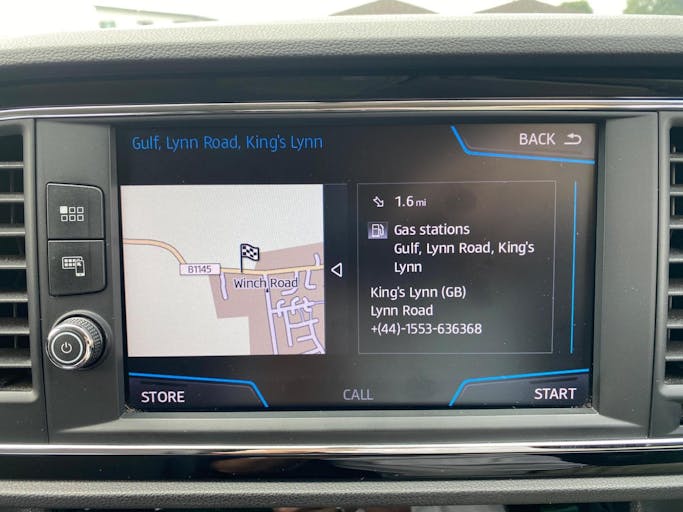 Gulf, Lynn Road, King's Lynn
BACK
1.6 mi
Gas stations
Gulf, Lynn Road, King's
Lynn
King's Lynn (GB)
Lynn Road
+(44)-1553-636368
B1145
Winch Road
STORE
CALL
START